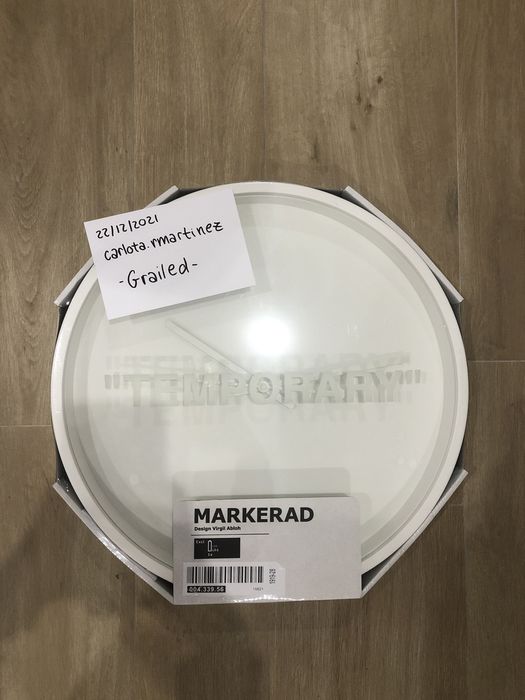 22/12/2021
carlota.rmartinez
-Grailed-
"TEMPORARY"
MARKERAD
Design Virgil Abloh
004.339.56